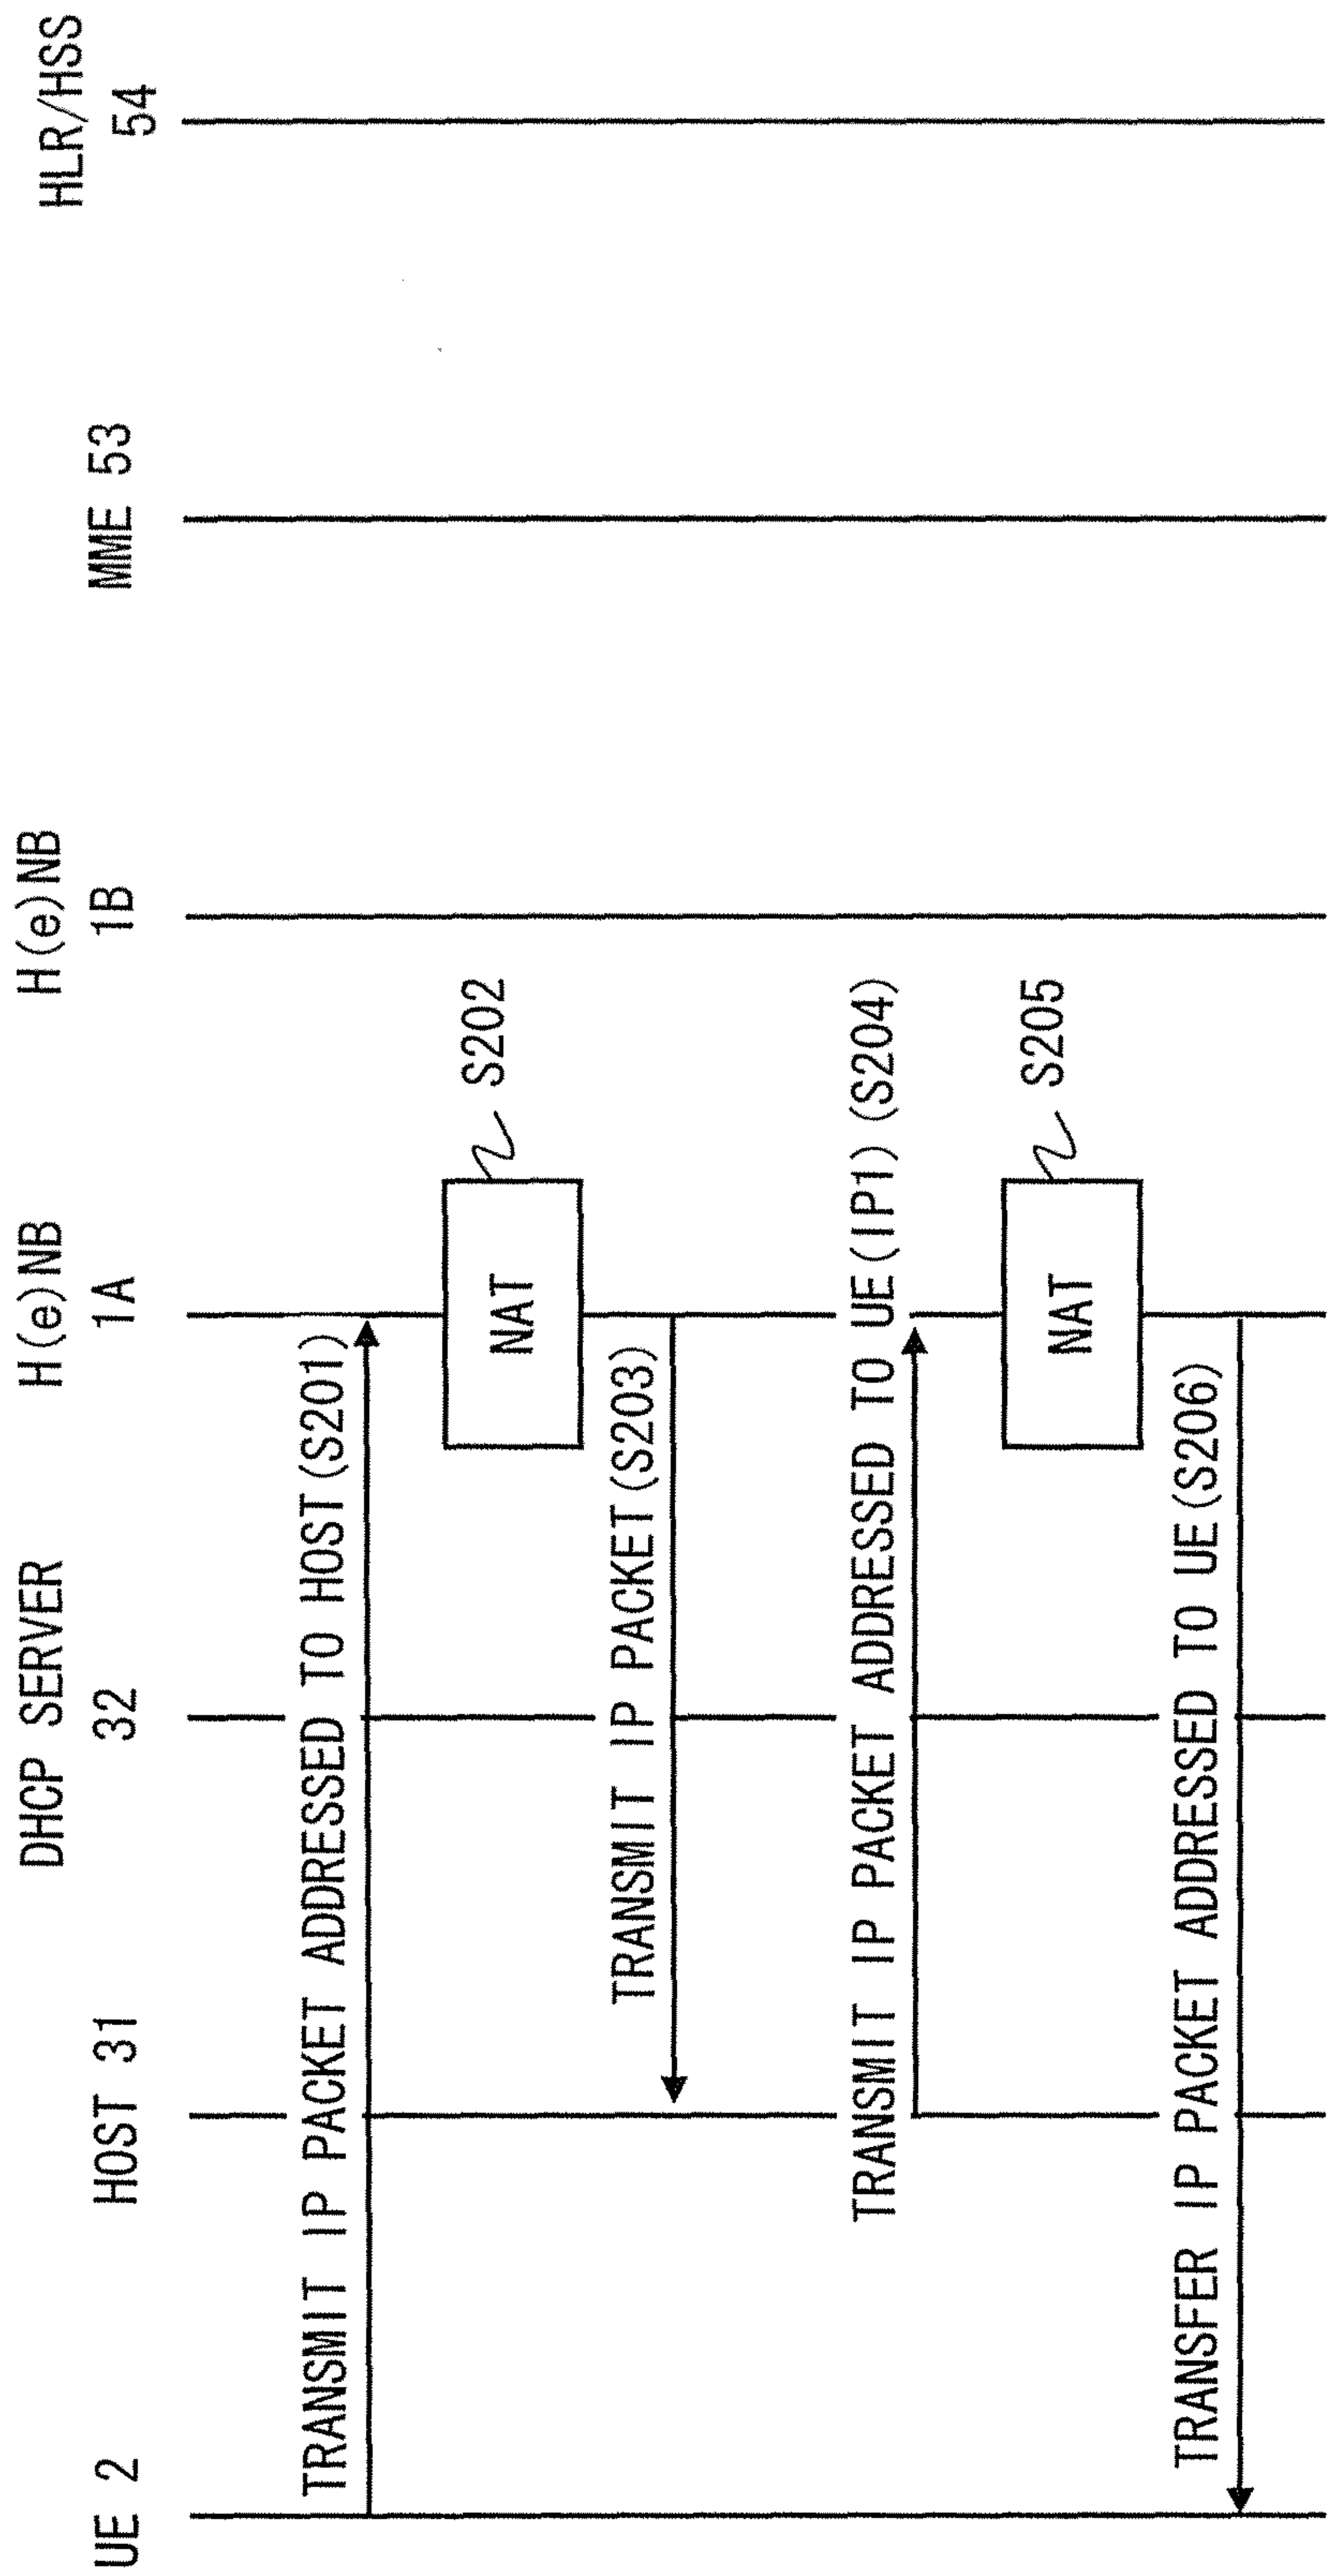 UE 2
HOST 31
DHCP SERVER
32
H(e)NB
1A
H(e)NB
1B
MME 53
HLR/HSS
54
TRANSMIT IP PACKET ADDRESSED TO HOST(S201)
NAT
S202
TRANSMIT IP PACKET(S203)
TRANSMIT IP PACKET ADDRESSED TO UE(IP1)(S204)
NAT
S205
TRANSFER IP PACKET ADDRESSED TO UE(S206)